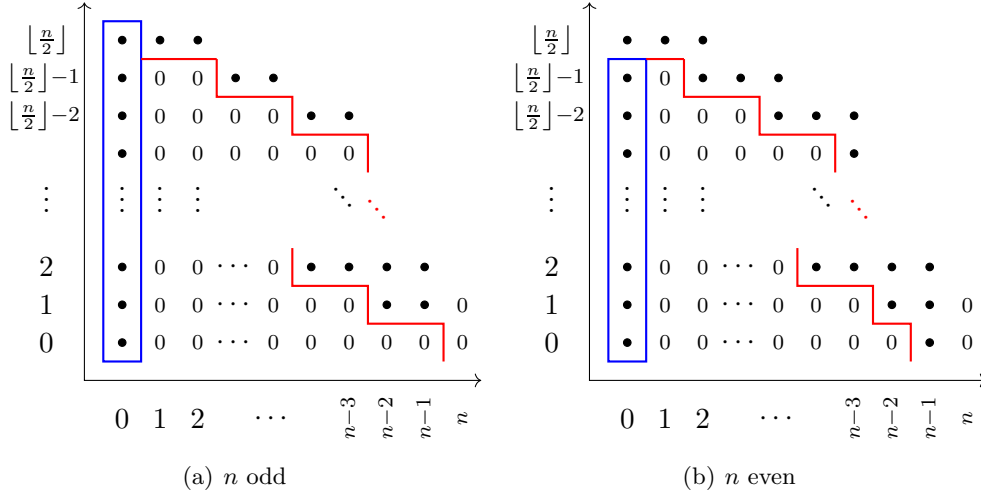 ⌊n/2⌋ • • •
⌊n/2⌋−1 • 0 0 • •
⌊n/2⌋−2 • 0 0 0 0 • •
• 0 0 0 0 0 0
⋮ ⋮ ⋮ ⋱ ⋱
2 • 0 0 ⋯ 0 • • • •
1 • 0 0 ⋯ 0 0 0 • • 0
0 • 0 0 ⋯ 0 0 0 0 0 0
0 1 2 ⋯ n−3 n−2 n−1 n
(a) n odd
⌊n/2⌋ • • •
⌊n/2⌋−1 • 0 • • •
⌊n/2⌋−2 • 0 0 0 • • •
• 0 0 0 0 0 •
⋮ ⋮ ⋮ ⋱ ⋱
2 • 0 0 ⋯ 0 • • • •
1 • 0 0 ⋯ 0 0 0 • • 0
0 • 0 0 ⋯ 0 0 0 0 • 0
0 1 2 ⋯ n−3 n−2 n−1 n
(b) n even